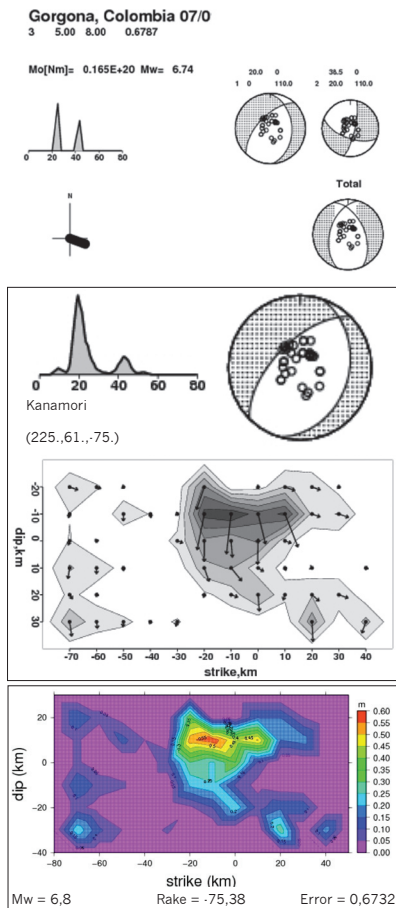 Gorgona, Colombia 07/0
3 5.00 8.00 0.6787
Mo[Nm]= 0.165E+20 Mw= 6.74
20.0 0
1 0 110.0
38.5 0
2 20.0 110.0
0 20 40 60 80
N
Total
0 20 40 60 80
Kanamori
(225.,61.,-75.)
dip,km
-20
-10
0
10
20
30
-70 -60 -50 -40 -30 -20 -10 0 10 20 30 40
strike,km
m
0.60
0.55
0.50
0.45
0.40
0.35
0.30
0.25
0.20
0.15
0.10
0.05
0.00
dip (km)
20
0
-20
-40
-80 -60 -40 -20 0 20 40
strike (km)
Mw = 6,8 Rake = -75,38 Error = 0,6732